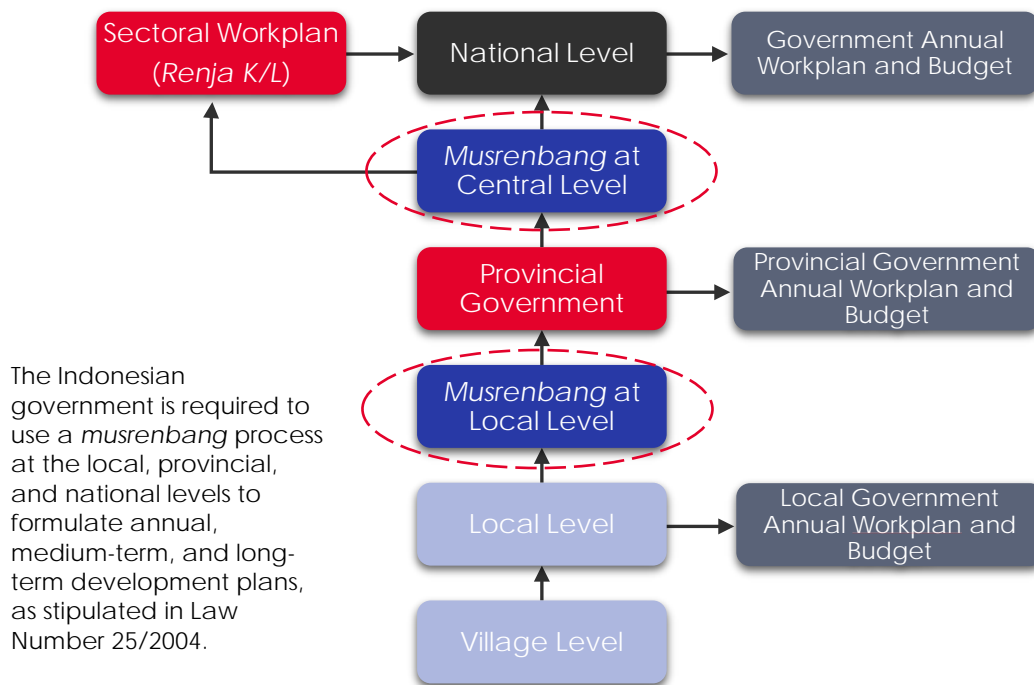 Sectoral Workplan
(Renja K/L)
National Level
Government Annual
Workplan and Budget
Musrenbang at
Central Level
Provincial
Government
Provincial Government
Annual Workplan and
Budget
The Indonesian
government is required to
use a musrenbang process
at the local, provincial,
and national levels to
formulate annual,
medium-term, and long-
term development plans,
as stipulated in Law
Number 25/2004.
Musrenbang at
Local Level
Local Level
Local Government
Annual Workplan and
Budget
Village Level